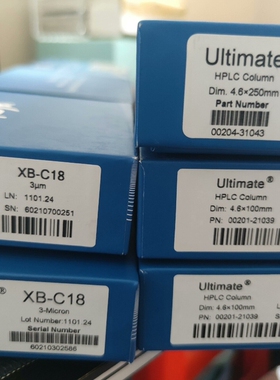 Ultimate®
HPLC Column
Dim. 4.6×250mm
Part Number
00204-31043
XB-C18
3μm
LN: 1101.24
SN: 60210700251
Ultimate®
HPLC Column
Dim.: 4.6×100mm
PN: 00201-21039
XB-C18
3-Micron
Lot Number:1101.24
Serial Number
60210302588
Ultimate®
HPLC Column
Dim.: 4.6×100mm
PN: 00201-21039